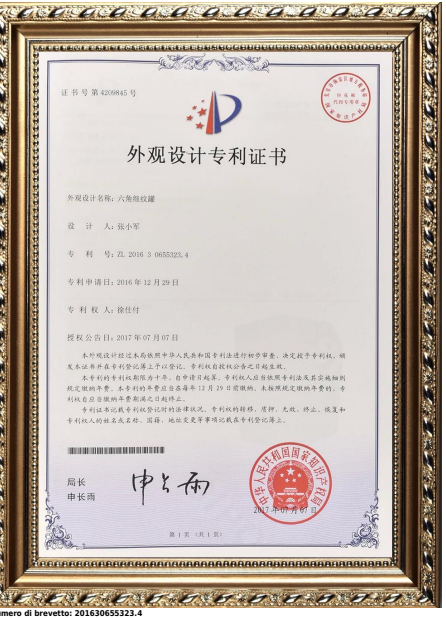 证书号第4209845号
外观设计专利证书
外观设计名称：六角细纹罐
设 计 人：张小军
专 利 号：ZL 2016 3 0655323.4
专利申请日：2016年12月29日
专 利 权 人：徐仕付
授权公告日：2017年07月07日
本外观设计经过本局依照中华人民共和国专利法进行初步审查，决定授予专利权，颁
发本证书并在专利登记簿上予以登记。专利权自授权公告之日起生效。
本专利的专利权期限为十年，自申请日起算。专利权人应当依照专利法及其实施细则
规定缴纳年费。本专利的年费应当在每年12月29日前缴纳。未按照规定缴纳年费的，专
利权自应当缴纳年费期满之日起终止。
专利证书记载专利权登记时的法律状况。专利权的转移、质押、无效、终止、恢复和
专利权人的姓名或名称、国籍、地址变更等事项记载在专利登记簿上。
局长
申长雨
申长雨
中华人民共和国国家知识产权局
2017年07月07日
第1页（共1页）
umero di brevetto: 201630655323.4